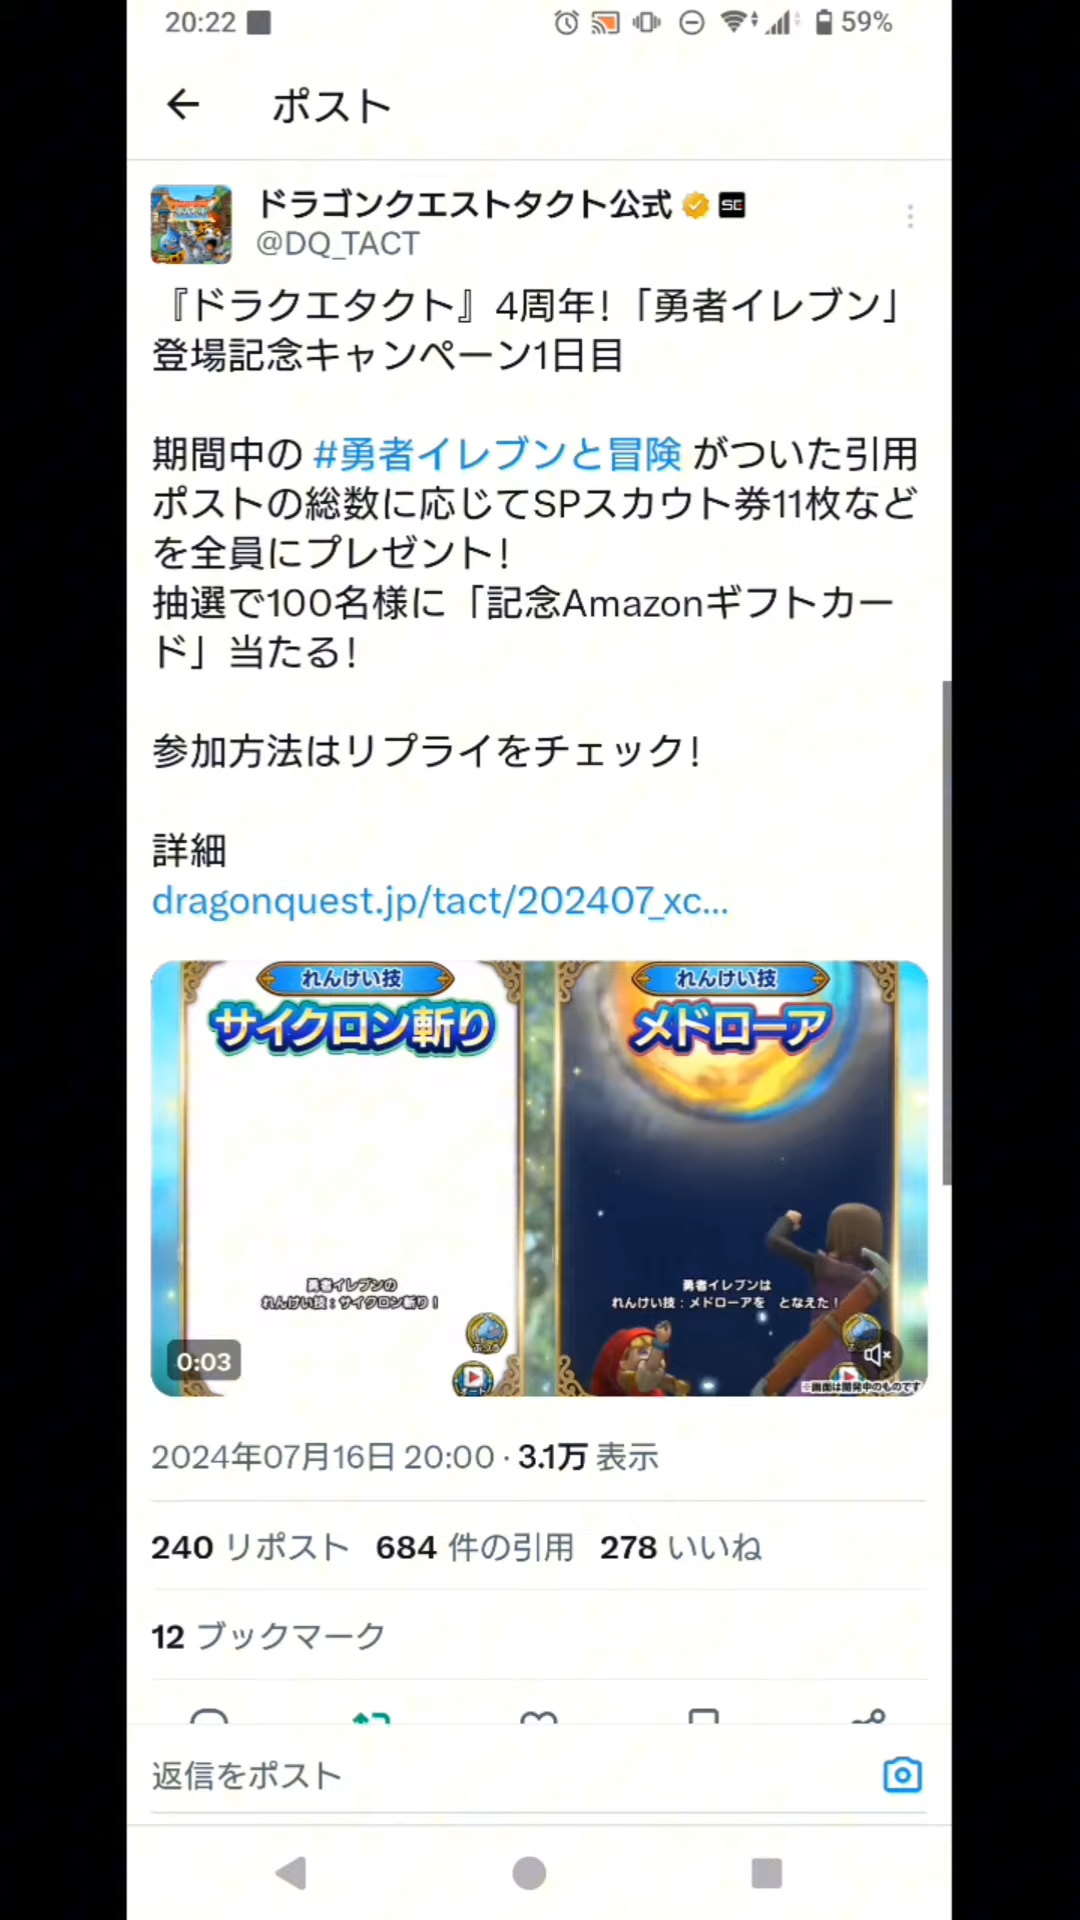 20:22
59%
ポスト
ドラゴンクエストタクト公式
@DQ_TACT
『ドラクエタクト』4周年!「勇者イレブン」
登場記念キャンペーン1日目
期間中の #勇者イレブンと冒険 がついた引用
ポストの総数に応じてSPスカウト券11枚など
を全員にプレゼント!
抽選で100名様に「記念Amazonギフトカー
ド」当たる!
参加方法はリプライをチェック!
詳細
dragonquest.jp/tact/202407_xc...
れんけい技
サイクロン斬り
勇者イレブンの
れんけい技：サイクロン斬り!
0:03
れんけい技
メドローア
勇者イレブンは
れんけい技：メドローアを となえた!
※画面は開発中のものです
2024年07月16日 20:00 · 3.1万 表示
240 リポスト 684 件の引用 278 いいね
12 ブックマーク
返信をポスト